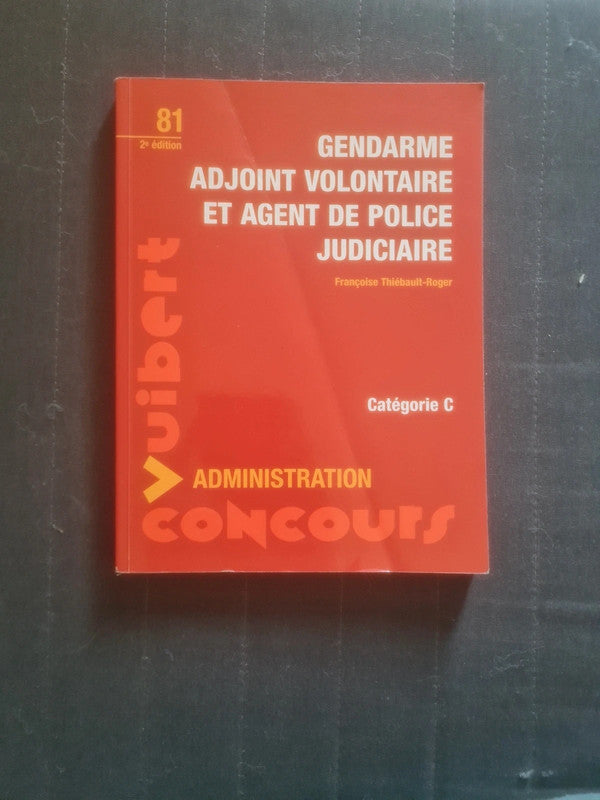 81
2e édition
GENDARME
ADJOINT VOLONTAIRE
ET AGENT DE POLICE
JUDICIAIRE
Françoise Thiébault-Roger
Catégorie C
Vuibert
ADMINISTRATION
CONCOURS